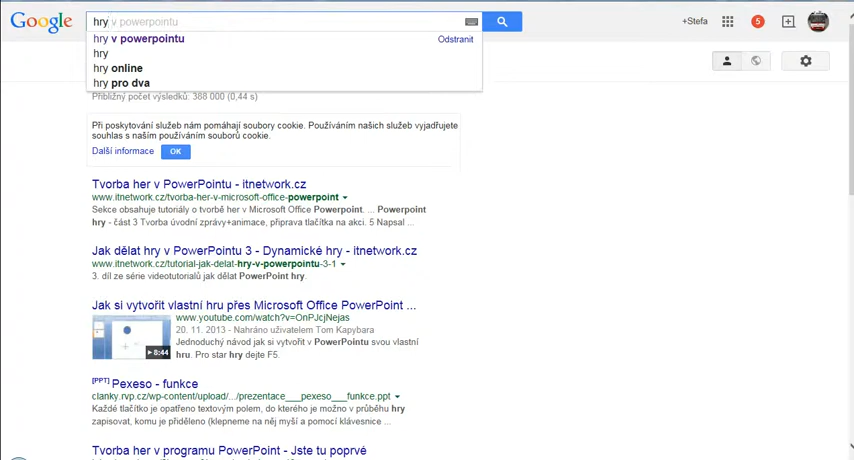 Google
hry v powerpointu
+Stefa
5
hry v powerpointu
Odstranit
hry
hry online
hry pro dva
Přibližný počet výsledků: 388 000 (0,44 s)
Při poskytování služeb nám pomáhají soubory cookie. Používáním našich služeb vyjadřujete
souhlas s naším používáním souborů cookie.
Další informace
OK
Tvorba her v PowerPointu - itnetwork.cz
www.itnetwork.cz/tvorba-her-v-microsoft-office-powerpoint
Sekce obsahuje tutoriály o tvorbě her v Microsoft Office Powerpoint. ... Powerpoint
hry - část 3 Tvorba úvodní zprávy+animace, připrava tlačítka na akci. 5 Napsal ...
Jak dělat hry v PowerPointu 3 - Dynamické hry - itnetwork.cz
www.itnetwork.cz/tutorial-jak-delat-hry-v-powerpointu-3-1
3. díl ze série videotutorialů jak dělat PowerPoint hry.
Jak si vytvořit vlastní hru přes Microsoft Office PowerPoint ...
www.youtube.com/watch?v=OnPJcjNejas
20. 11. 2013 - Nahráno uživatelem Tom Kapybara
Jednoduchý návod jak si vytvořit v PowerPointu svou vlastní
hru. Pro star hry dejte F5.
8:44
[PPT] Pexeso - funkce
clanky.rvp.cz/wp-content/upload/.../prezentace___pexeso___funkce.ppt
Každé tlačítko je opatřeno textovým polem, do kterého je možno v průběhu hry
zapisovat, komu je přiděleno (klepneme na něj myší a pomocí klávesnice ...
Tvorba her v programu PowerPoint - Jste tu poprvé